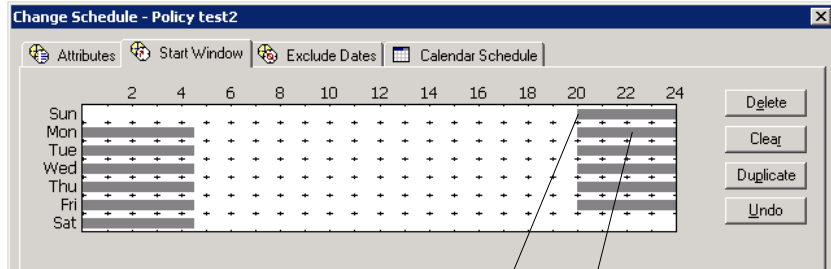 Change Schedule - Policy test2
Attributes Start Window Exclude Dates Calendar Schedule
2 4 6 8 10 12 14 16 18 20 22 24
Sun
Mon
Tue
Wed
Thu
Fri
Sat
Delete
Clear
Duplicate
Undo